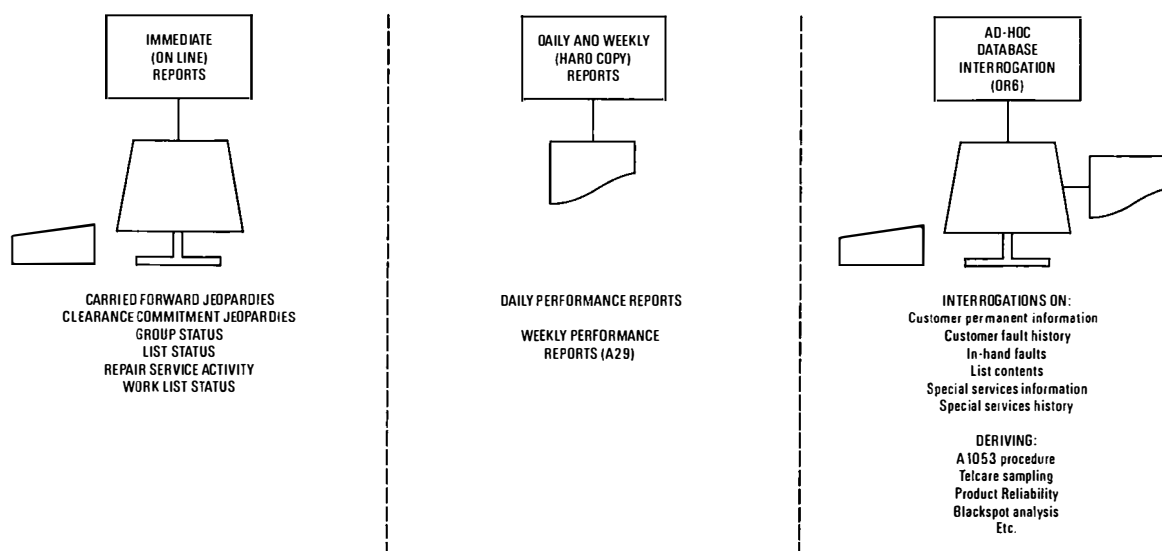 IMMEDIATE
(ON LINE)
REPORTS
CARRIED FORWARD JEOPARDIES
CLEARANCE COMMITMENT JEOPARDIES
GROUP STATUS
LIST STATUS
REPAIR SERVICE ACTIVITY
WORK LIST STATUS
DAILY AND WEEKLY
(HARD COPY)
REPORTS
DAILY PERFORMANCE REPORTS
WEEKLY PERFORMANCE
REPORTS (A29)
AD-HOC
DATABASE
INTERROGATION
(OR6)
INTERROGATIONS ON:
Customer permanent information
Customer fault history
In-hand faults
List contents
Special services information
Special services history
DERIVING:
A1053 procedure
Telcare sampling
Product Reliability
Blackspot analysis
Etc.